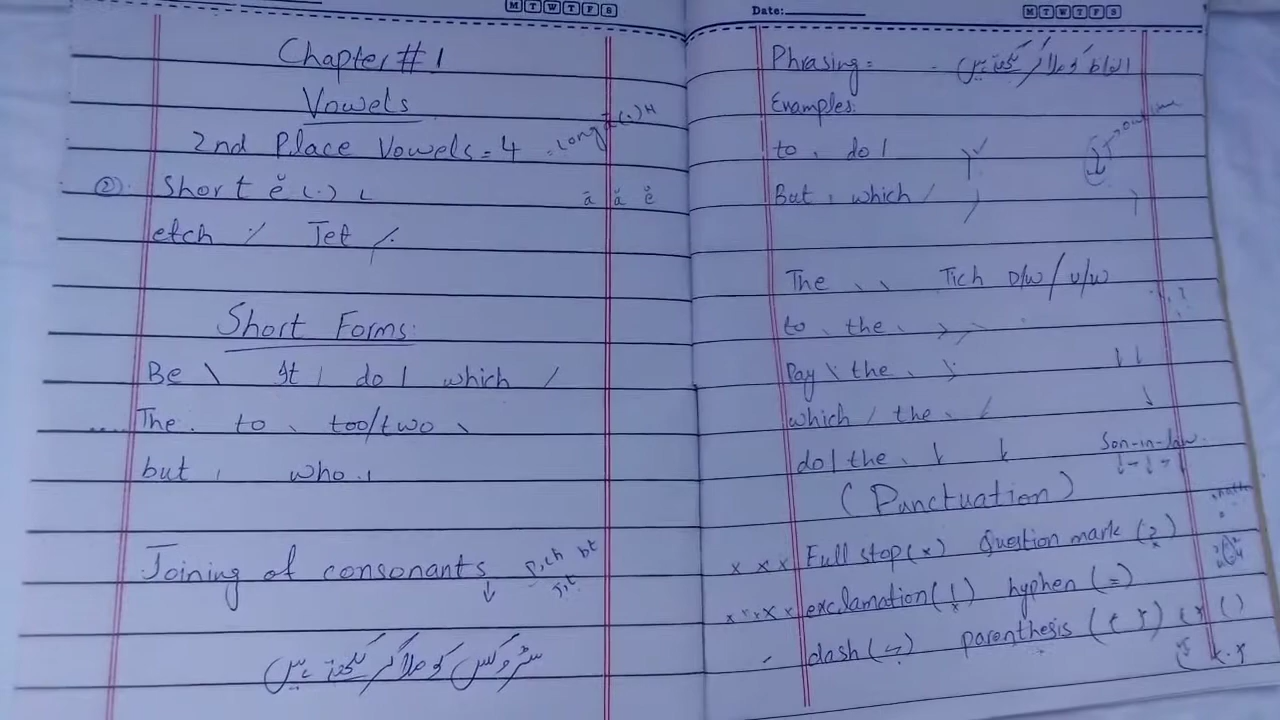 M T W T F S
Chapter # 1
Vowels
2nd Place Vowels = 4
Long
② Short ĕ (.)
ā ă ĕ
etch Jet
Short Forms:
Be \ It | do | which /
The . to \ too/two \
but | who . |
Joining of consonants
↓
سٹروکس کو ملا کر لکھتے ہیں
Date:
M T W T F S
Phrasing = الفاظ کو ملا کر لکھتے ہیں
Examples:
to \ do |
But | which /
The \ \ Tich D/W / U/W
to \ the \
Pay \ the \
which / the \
do | the \
Son-in-law
(Punctuation)
x x x Full stop (x) Question mark (?)
exclamation (!) hyphen (=)
dash parenthesis